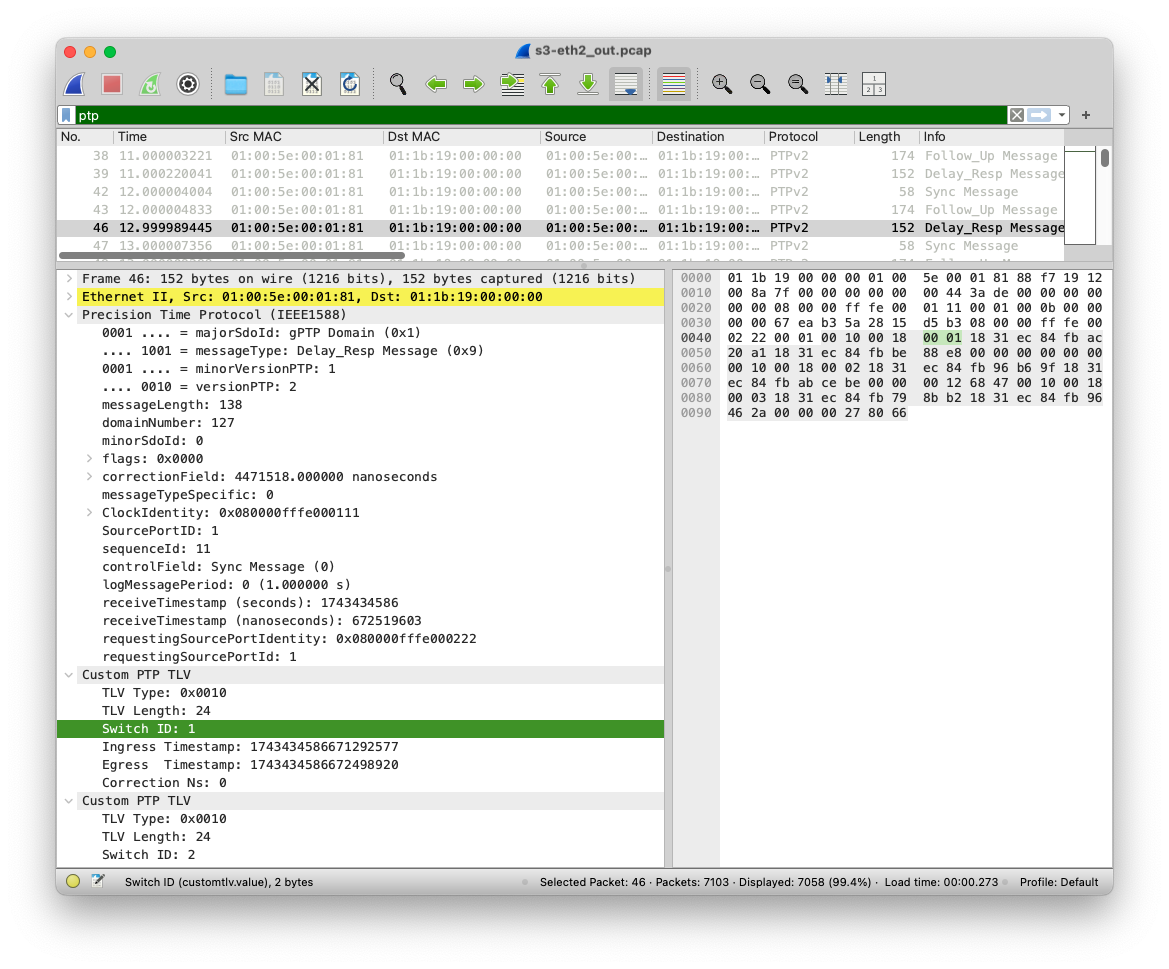 s3-eth2_out.pcap
ptp
No. Time Src MAC Dst MAC Source Destination Protocol Length Info
38 11.000003221 01:00:5e:00:01:81 01:1b:19:00:00:00 01:00:5e:00:… 01:1b:19:00:… PTPv2 174 Follow_Up Message
39 11.000220041 01:00:5e:00:01:81 01:1b:19:00:00:00 01:00:5e:00:… 01:1b:19:00:… PTPv2 152 Delay_Resp Message
42 12.000004004 01:00:5e:00:01:81 01:1b:19:00:00:00 01:00:5e:00:… 01:1b:19:00:… PTPv2 58 Sync Message
43 12.000004833 01:00:5e:00:01:81 01:1b:19:00:00:00 01:00:5e:00:… 01:1b:19:00:… PTPv2 174 Follow_Up Message
46 12.999989445 01:00:5e:00:01:81 01:1b:19:00:00:00 01:00:5e:00:… 01:1b:19:00:… PTPv2 152 Delay_Resp Message
47 13.000007356 01:00:5e:00:01:81 01:1b:19:00:00:00 01:00:5e:00:… 01:1b:19:00:… PTPv2 58 Sync Message
Frame 46: 152 bytes on wire (1216 bits), 152 bytes captured (1216 bits)
Ethernet II, Src: 01:00:5e:00:01:81, Dst: 01:1b:19:00:00:00
Precision Time Protocol (IEEE1588)
0001 .... = majorSdoId: gPTP Domain (0x1)
.... 1001 = messageType: Delay_Resp Message (0x9)
0001 .... = minorVersionPTP: 1
.... 0010 = versionPTP: 2
messageLength: 138
domainNumber: 127
minorSdoId: 0
flags: 0x0000
correctionField: 4471518.000000 nanoseconds
messageTypeSpecific: 0
ClockIdentity: 0x080000fffe000111
SourcePortID: 1
sequenceId: 11
controlField: Sync Message (0)
logMessagePeriod: 0 (1.000000 s)
receiveTimestamp (seconds): 1743434586
receiveTimestamp (nanoseconds): 672519603
requestingSourcePortIdentity: 0x080000fffe000222
requestingSourcePortId: 1
Custom PTP TLV
TLV Type: 0x0010
TLV Length: 24
Switch ID: 1
Ingress Timestamp: 1743434586671292577
Egress  Timestamp: 1743434586672498920
Correction Ns: 0
Custom PTP TLV
TLV Type: 0x0010
TLV Length: 24
Switch ID: 2
0000 01 1b 19 00 00 00 01 00 5e 00 01 81 88 f7 19 12
0010 00 8a 7f 00 00 00 00 00 00 44 3a de 00 00 00 00
0020 00 00 08 00 00 ff fe 00 01 11 00 01 00 0b 00 00
0030 00 00 67 ea b3 5a 28 15 d5 b3 08 00 00 ff fe 00
0040 02 22 00 01 00 10 00 18 00 01 18 31 ec 84 fb ac
0050 20 a1 18 31 ec 84 fb be 88 e8 00 00 00 00 00 00
0060 00 10 00 18 00 02 18 31 ec 84 fb 96 b6 9f 18 31
0070 ec 84 fb ab ce be 00 00 00 12 68 47 00 10 00 18
0080 00 03 18 31 ec 84 fb 79 8b b2 18 31 ec 84 fb 96
0090 46 2a 00 00 00 27 80 66
Switch ID (customtlv.value), 2 bytes
Selected Packet: 46 · Packets: 7103 · Displayed: 7058 (99.4%) · Load time: 00:00.273
Profile: Default